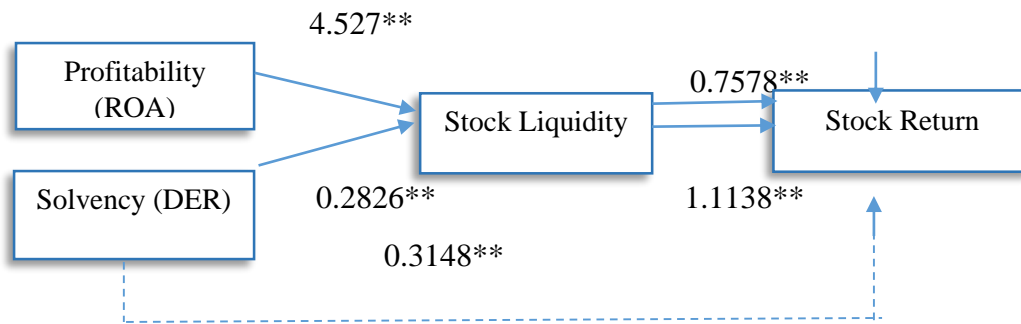 4.527**
Profitability
(ROA)
0.7578**
Stock Liquidity
Stock Return
Solvency (DER)
0.2826**
1.1138**
0.3148**